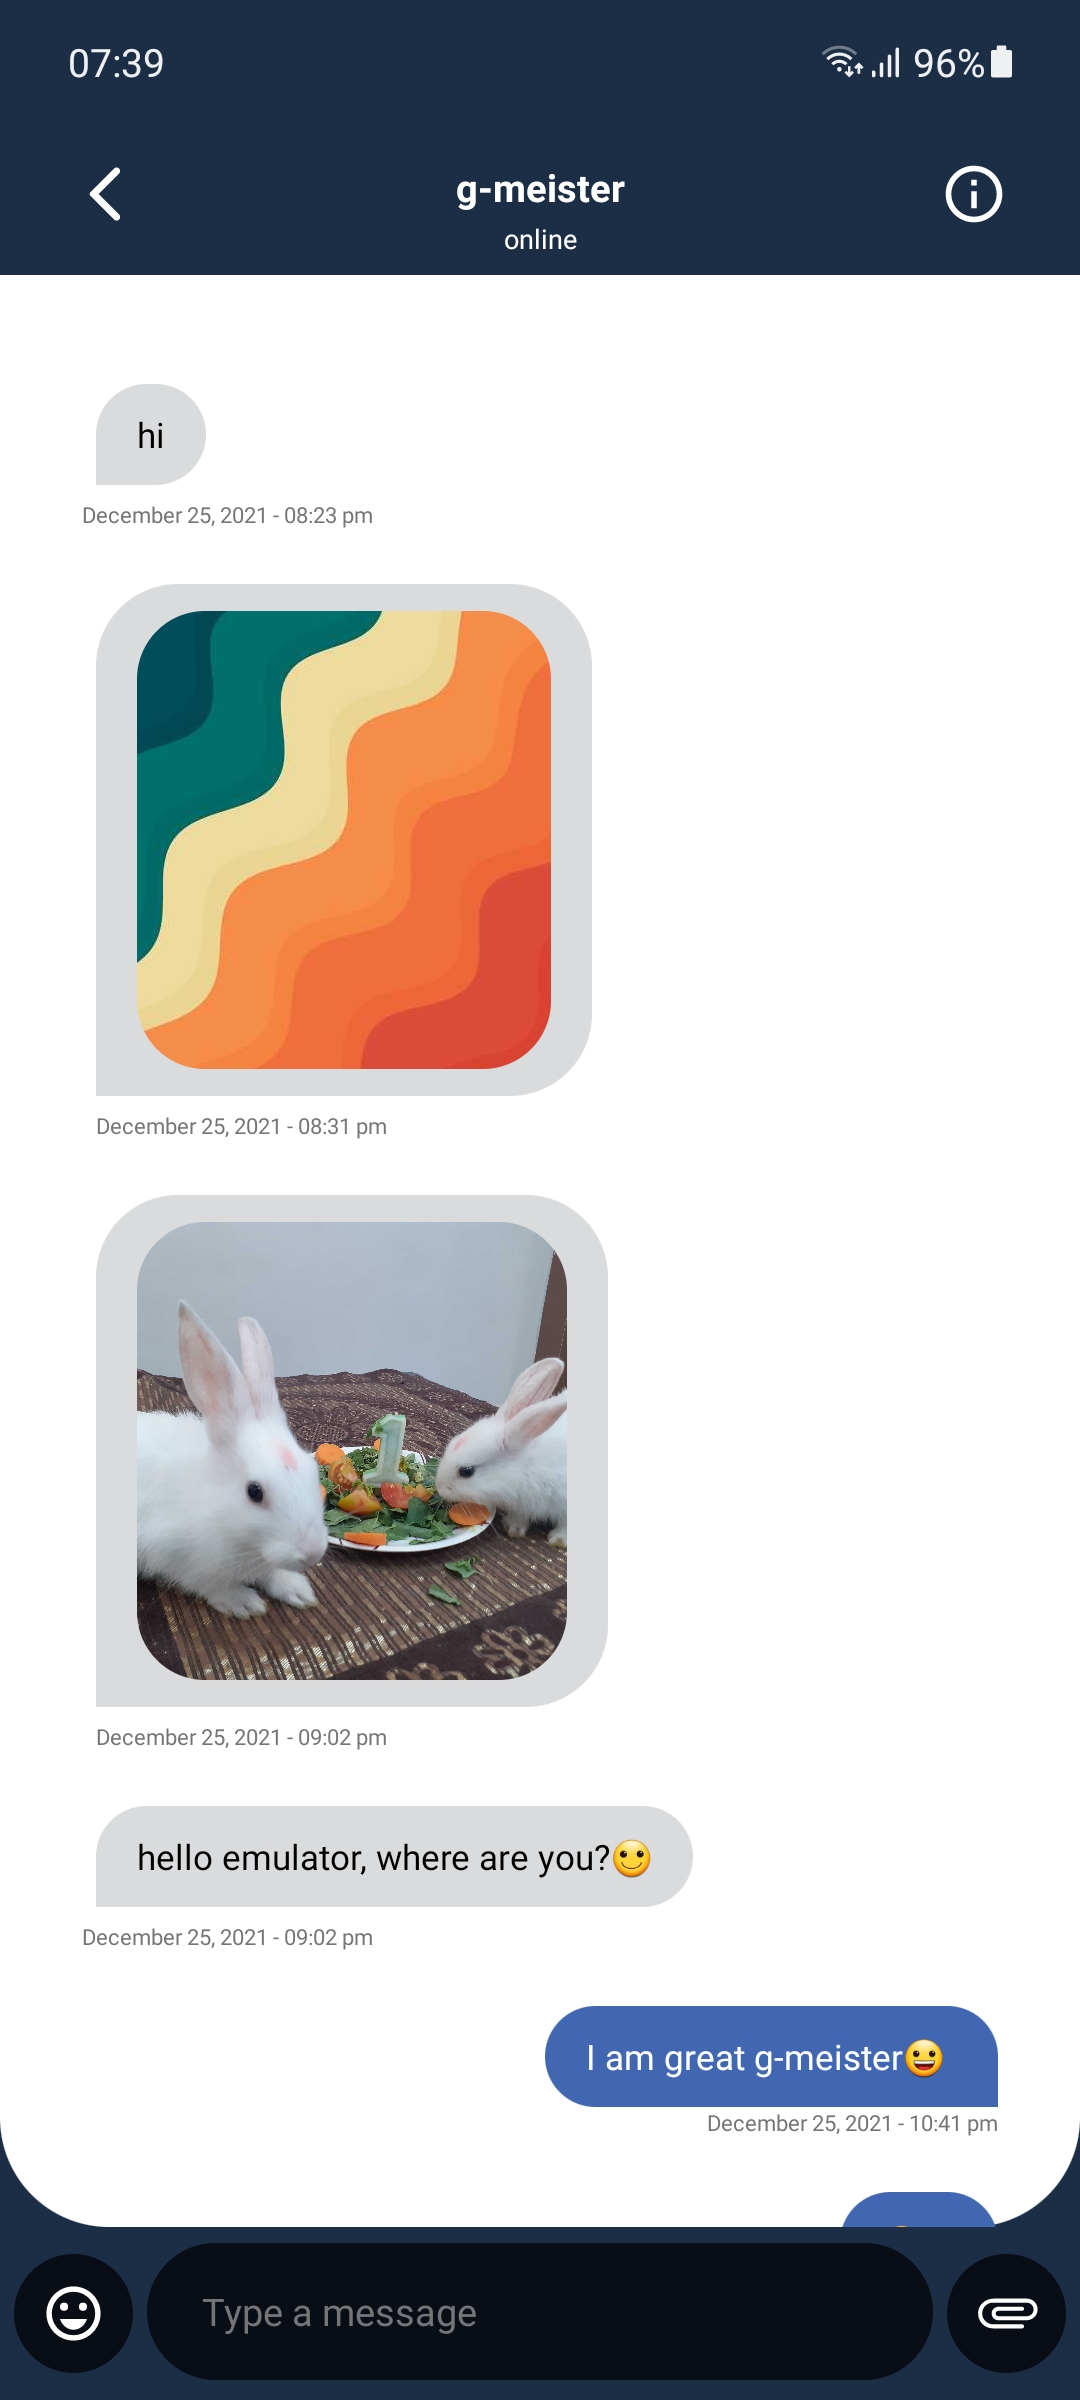 07:39
96%
g-meister
online
hi
December 25, 2021 - 08:23 pm
December 25, 2021 - 08:31 pm
1
December 25, 2021 - 09:02 pm
hello emulator, where are you?🙂
December 25, 2021 - 09:02 pm
I am great g-meister😀
December 25, 2021 - 10:41 pm
Type a message